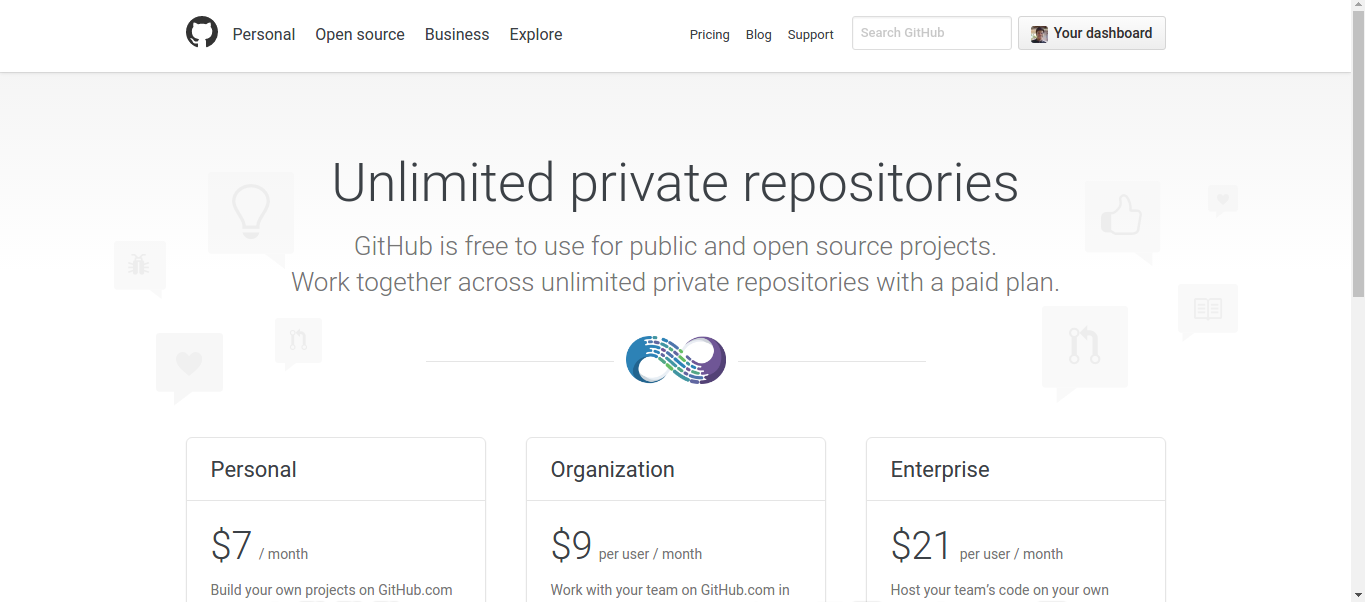 Personal Open source Business Explore Pricing Blog Support Search GitHub Your dashboard
Unlimited private repositories
GitHub is free to use for public and open source projects.
Work together across unlimited private repositories with a paid plan.
Personal
$7 / month
Build your own projects on GitHub.com
Organization
$9 per user / month
Work with your team on GitHub.com in
Enterprise
$21 per user / month
Host your team’s code on your own